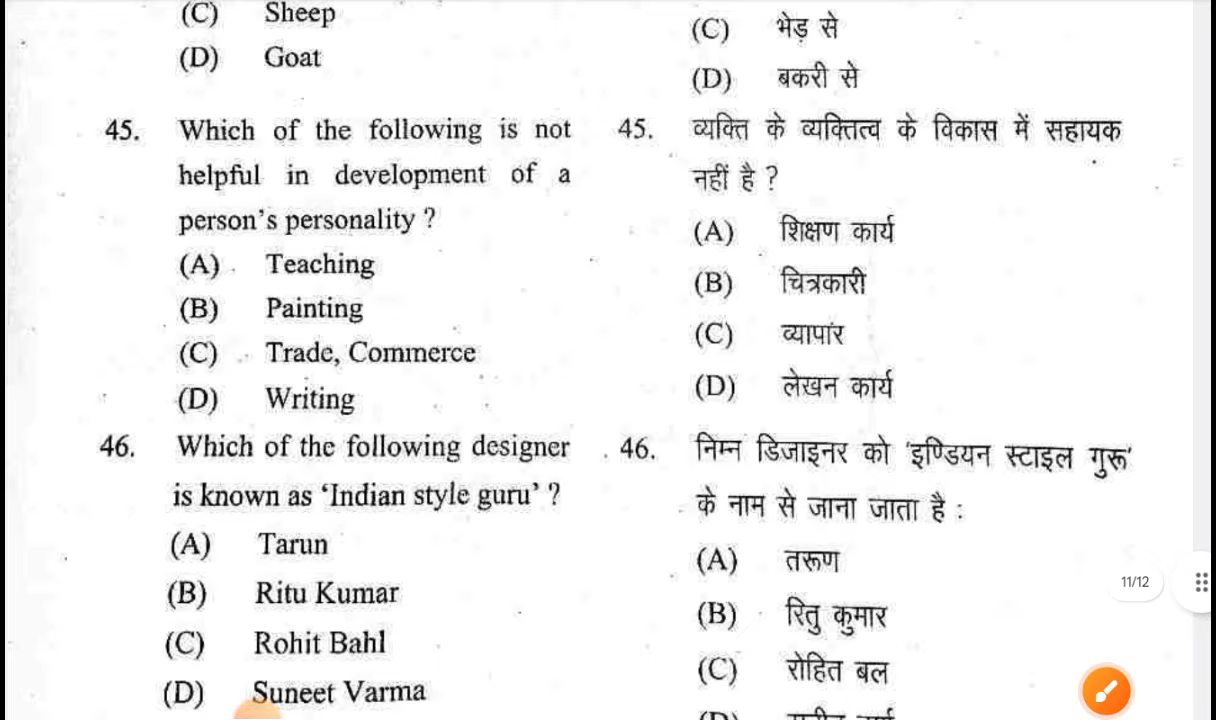 (C) Sheep
(D) Goat
45. Which of the following is not
helpful in development of a
person's personality ?
(A) Teaching
(B) Painting
(C) Trade, Commerce
(D) Writing
46. Which of the following designer
is known as ‘Indian style guru’ ?
(A) Tarun
(B) Ritu Kumar
(C) Rohit Bahl
(D) Suneet Varma
(C) भेड़ से
(D) बकरी से
45. व्यक्ति के व्यक्तित्व के विकास में सहायक
नहीं है ?
(A) शिक्षण कार्य
(B) चित्रकारी
(C) व्यापार
(D) लेखन कार्य
46. निम्न डिजाइनर को ‘इण्डियन स्टाइल गुरू’
के नाम से जाना जाता है :
(A) तरूण
(B) रितु कुमार
(C) रोहित बल
11/12